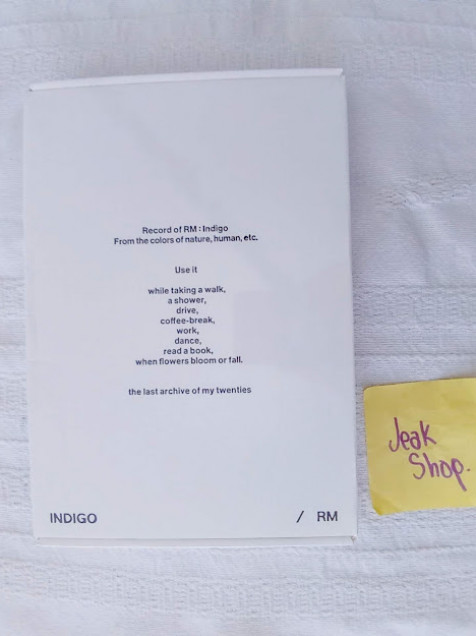 Record of RM : Indigo
From the colors of nature, human, etc.
Use it
while taking a walk,
a shower,
drive,
coffee-break,
work,
dance,
read a book,
when flowers bloom or fall.
the last archive of my twenties
INDIGO / RM
Jeak
Shop.